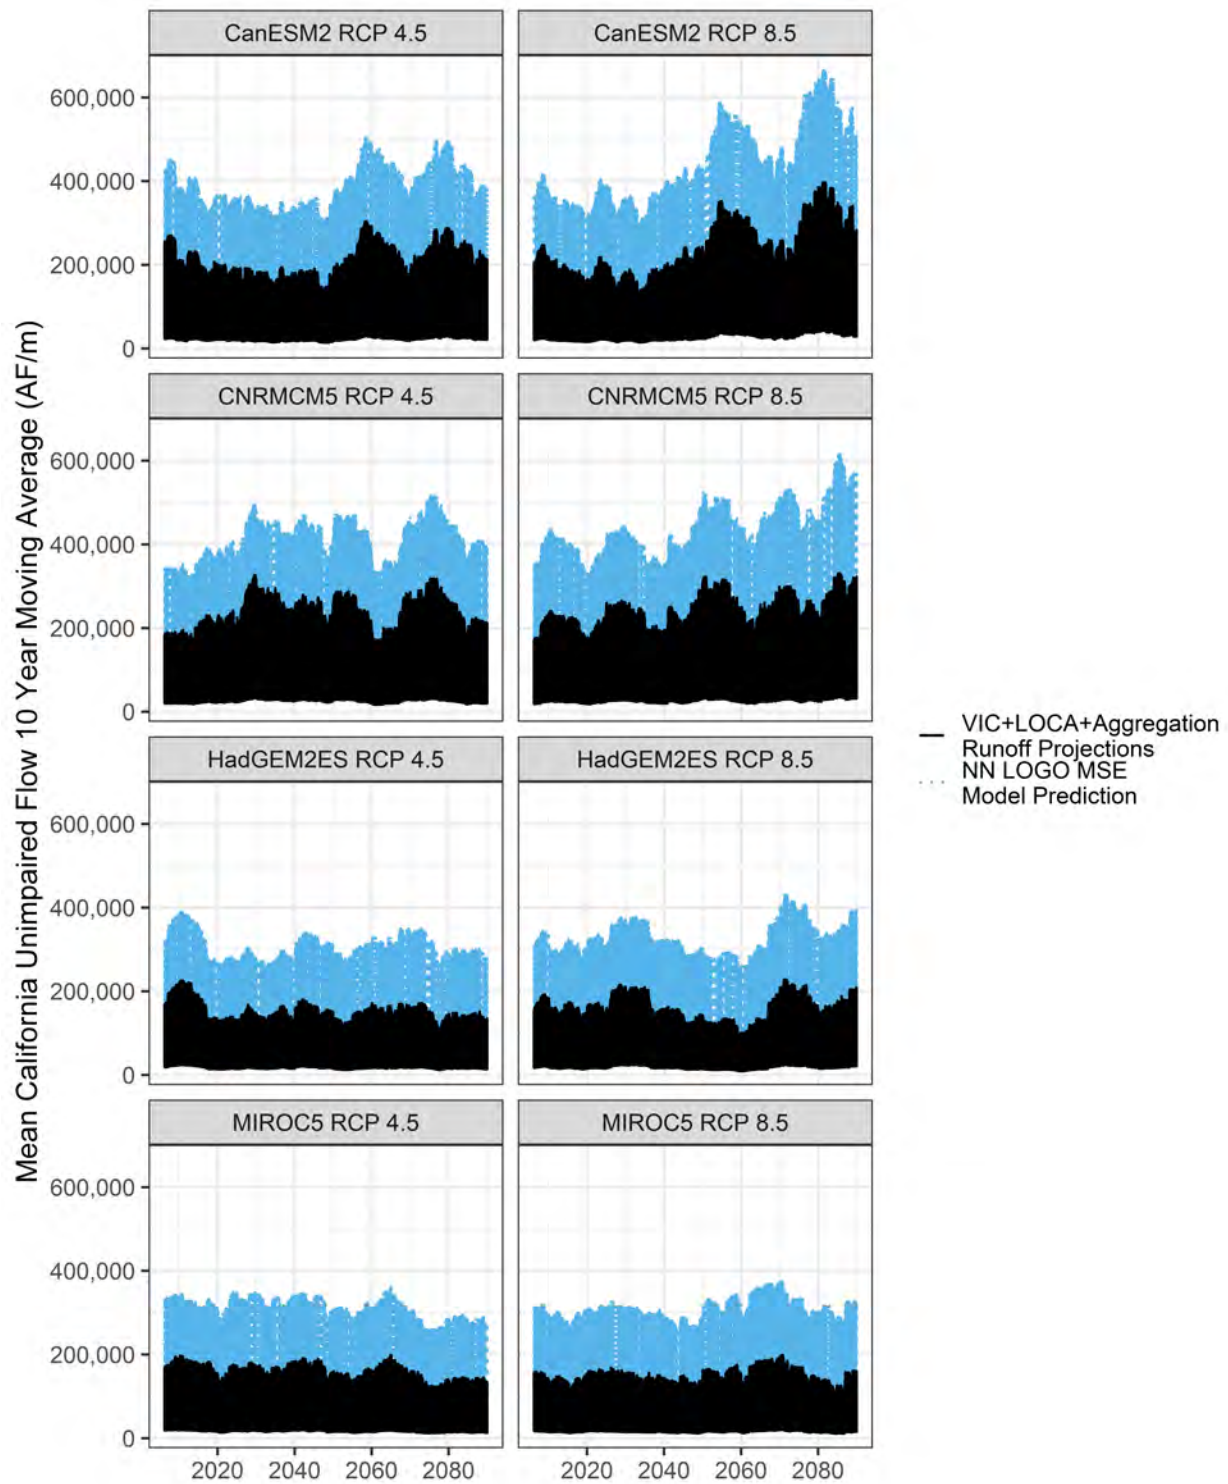 Mean California Unimpaired Flow 10 Year Moving Average (AF/m)
CanESM2 RCP 4.5
CanESM2 RCP 8.5
600,000
400,000
200,000
0
CNRMCM5 RCP 4.5
CNRMCM5 RCP 8.5
600,000
400,000
200,000
0
HadGEM2ES RCP 4.5
HadGEM2ES RCP 8.5
600,000
400,000
200,000
0
MIROC5 RCP 4.5
MIROC5 RCP 8.5
600,000
400,000
200,000
0
2020 2040 2060 2080
2020 2040 2060 2080
VIC+LOCA+Aggregation
Runoff Projections
NN LOGO MSE
Model Prediction